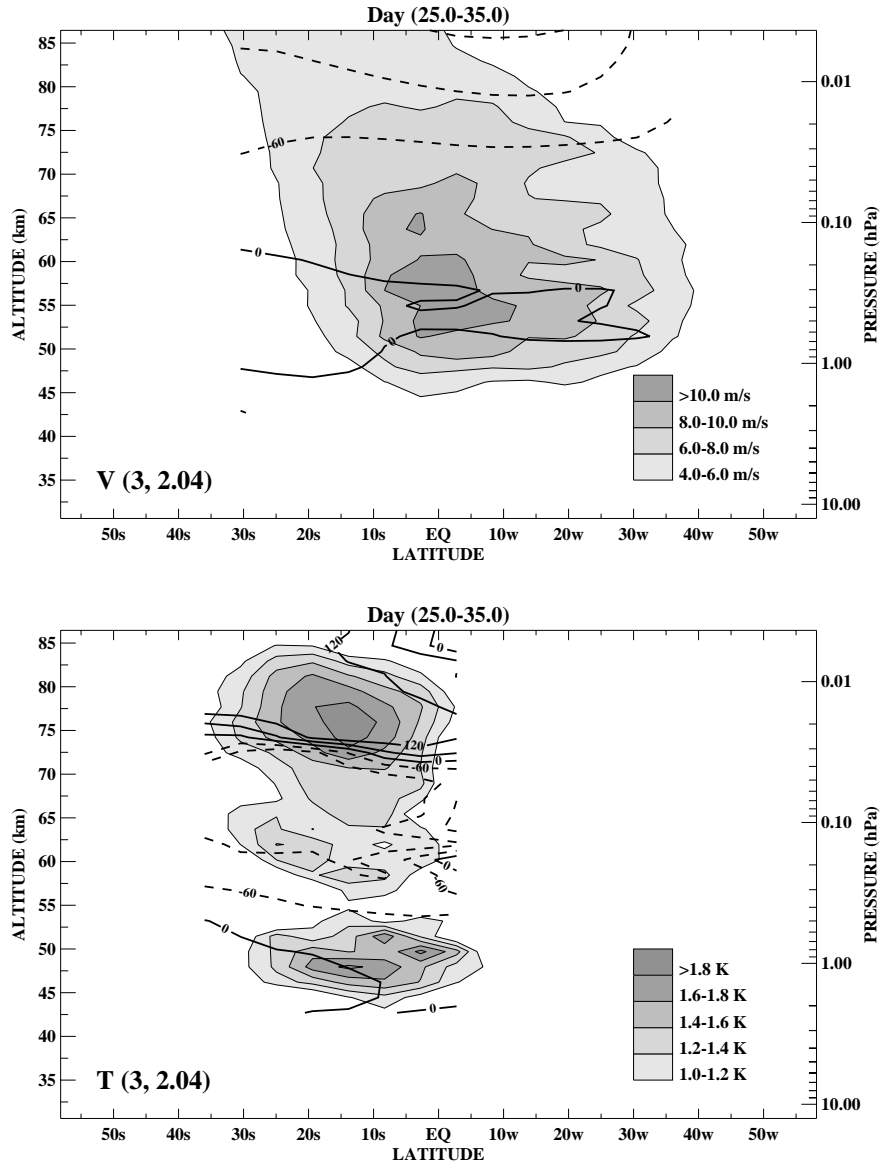 Day (25.0-35.0)
85
80
75
70
65
60
55
50
45
40
35
ALTITUDE (km)
0.01
0.10
1.00
10.00
PRESSURE (hPa)
-60
0
0
0
>10.0 m/s
8.0-10.0 m/s
6.0-8.0 m/s
4.0-6.0 m/s
V (3, 2.04)
50s 40s 30s 20s 10s EQ 10w 20w 30w 40w 50w
LATITUDE
Day (25.0-35.0)
85
80
75
70
65
60
55
50
45
40
35
ALTITUDE (km)
0.01
0.10
1.00
10.00
PRESSURE (hPa)
120
0
120
0
-60
0
-60
-60
0
0
>1.8 K
1.6-1.8 K
1.4-1.6 K
1.2-1.4 K
1.0-1.2 K
T (3, 2.04)
50s 40s 30s 20s 10s EQ 10w 20w 30w 40w 50w
LATITUDE